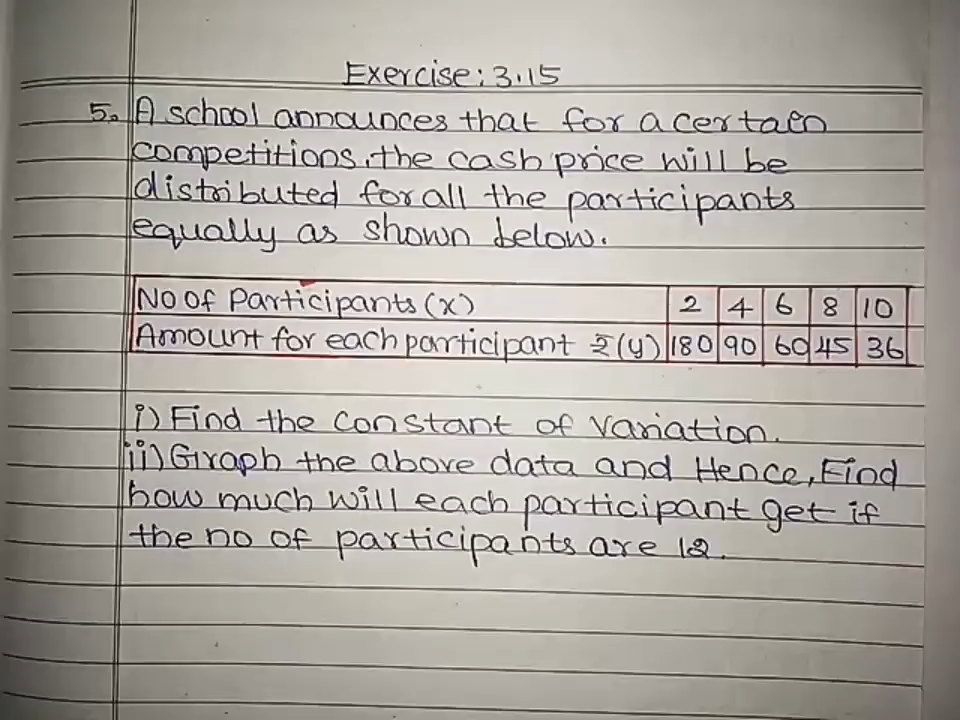 Exercise: 3.15
5. A school announces that for a certain
competitions, the cash price will be
distributed for all the participants
equally as shown below.
No Of Participants (x) 2 4 6 8 10
Amount for each participant ₹ (y) 180 90 60 45 36
i) Find the constant of variation.
ii) Graph the above data and Hence, Find
how much will each participant get if
the no of participants are 12.